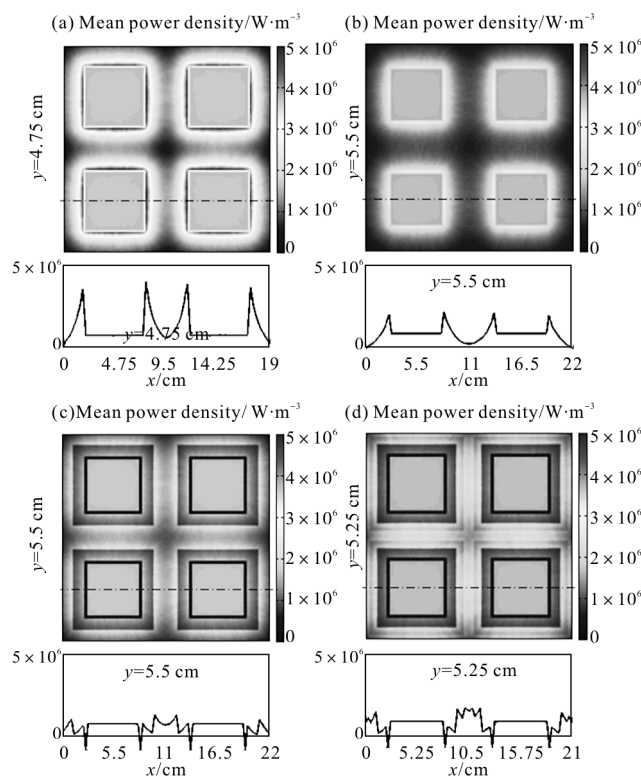 (a) Mean power density/W·m⁻³
5×10⁶
4×10⁶
3×10⁶
2×10⁶
1×10⁶
0
y=4.75 cm
5×10⁶
0
y=4.75 cm
0 4.75 9.5 14.25 19
x/cm
(b) Mean power density/W·m⁻³
5×10⁶
4×10⁶
3×10⁶
2×10⁶
1×10⁶
0
y=5.5 cm
5×10⁶
0
y=5.5 cm
0 5.5 11 16.5 22
x/cm
(c)Mean power density/ W·m⁻³
5×10⁶
4×10⁶
3×10⁶
2×10⁶
1×10⁶
0
y=5.5 cm
5×10⁶
0
y=5.5 cm
0 5.5 11 16.5 22
x/cm
(d) Mean power density/W·m⁻³
5×10⁶
4×10⁶
3×10⁶
2×10⁶
1×10⁶
0
y=5.25 cm
5×10⁶
0
y=5.25 cm
0 5.25 10.5 15.75 21
x/cm